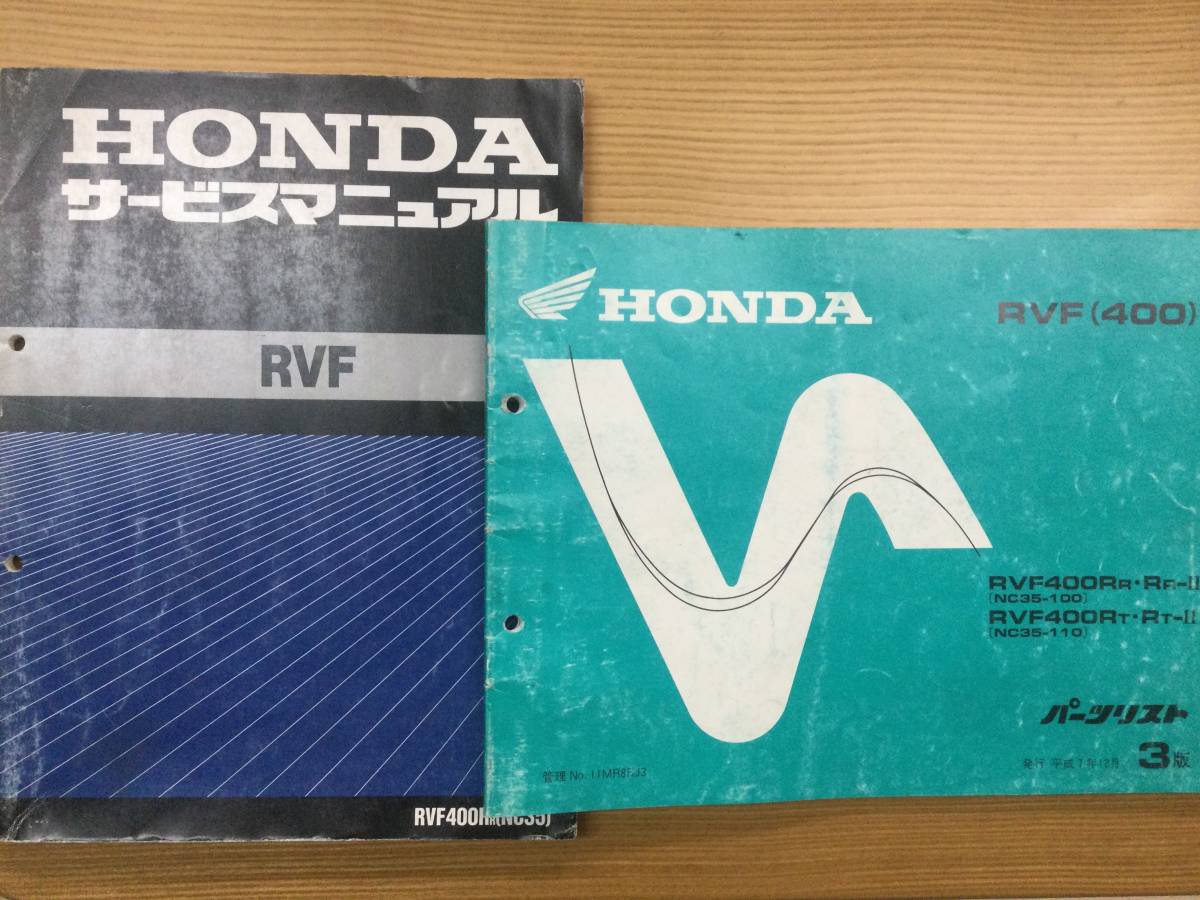 HONDA
サービスマニュアル
RVF
RVF400RR(NC35)
HONDA
RVF(400)
RVF400RR・RR-II
(NC35-100)
RVF400RT・RT-II
(NC35-110)
パーツリスト
管理 No.
発行 平成7年12月 3版